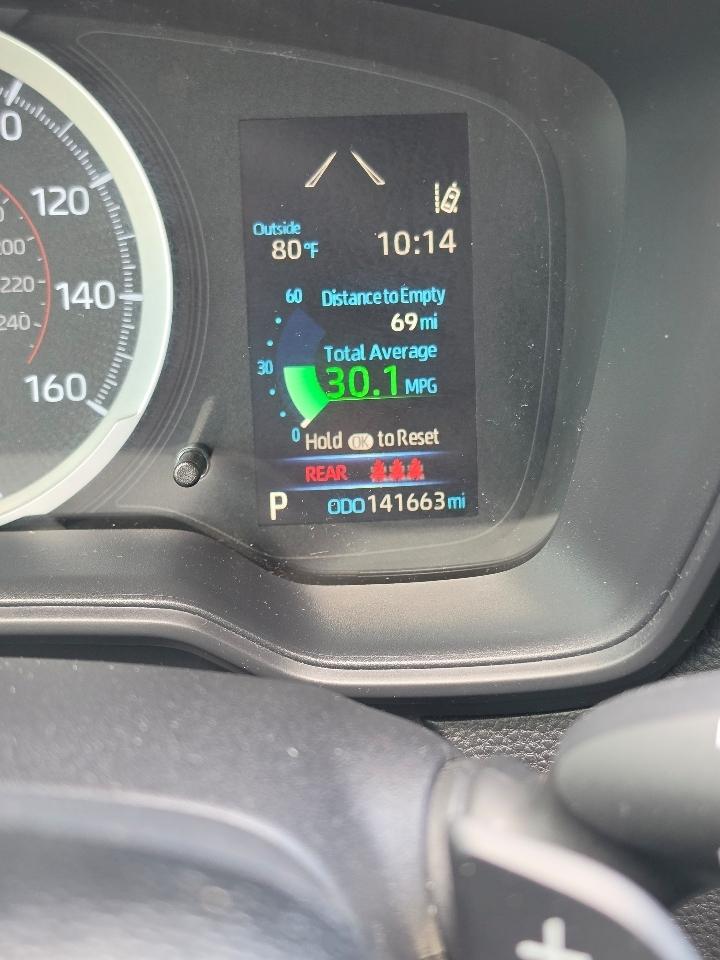 120
140
160
200
220
240
Outside
80°F
10:14
60
Distance to Empty
69 mi
Total Average
30
30.1 MPG
0
Hold OK to Reset
REAR
P
ODO 141663 mi
+